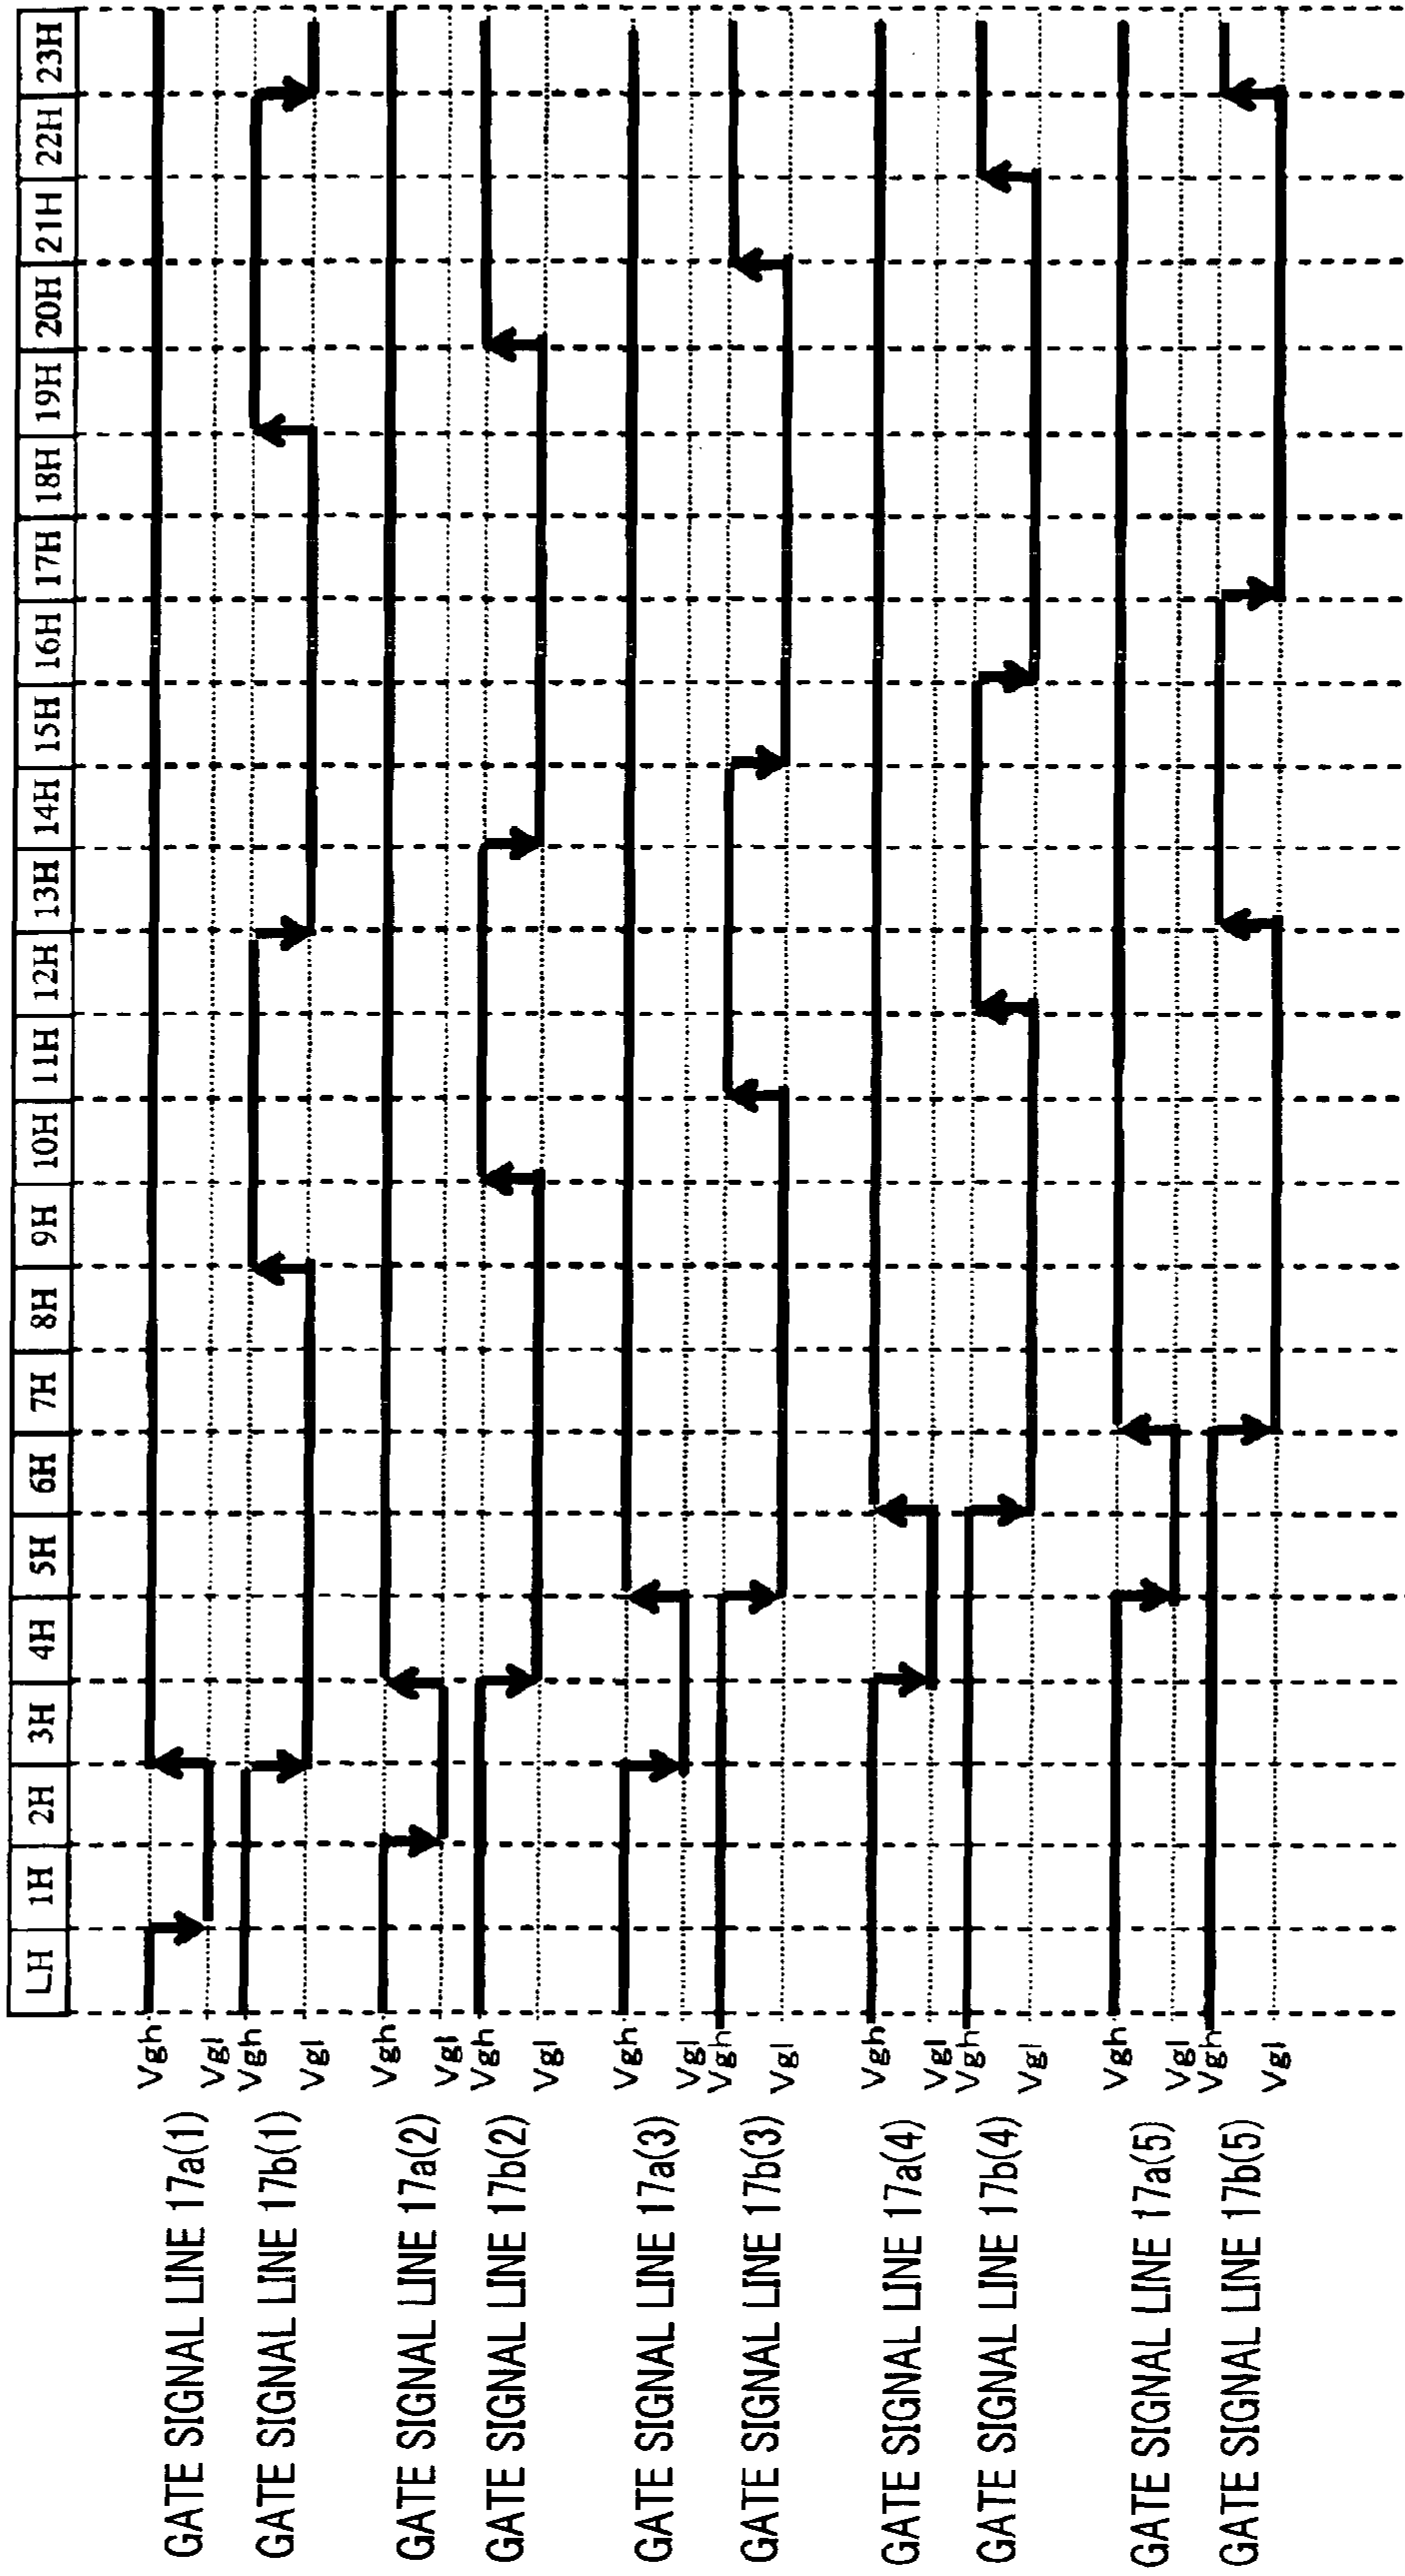 ⌊H 1H 2H 3H 4H 5H 6H 7H 8H 9H 10H 11H 12H 13H 14H 15H 16H 17H 18H 19H 20H 21H 22H 23H
GATE SIGNAL LINE 17a(1) Vgh
Vgl
GATE SIGNAL LINE 17b(1) Vgh
Vgl
GATE SIGNAL LINE 17a(2) Vgh
Vgl
GATE SIGNAL LINE 17b(2) Vgh
Vgl
GATE SIGNAL LINE 17a(3) Vgh
Vgl
GATE SIGNAL LINE 17b(3) Vgh
Vgl
GATE SIGNAL LINE 17a(4) Vgh
Vgl
GATE SIGNAL LINE 17b(4) Vgh
Vgl
GATE SIGNAL LINE 17a(5) Vgh
Vgl
GATE SIGNAL LINE 17b(5) Vgh
Vgl